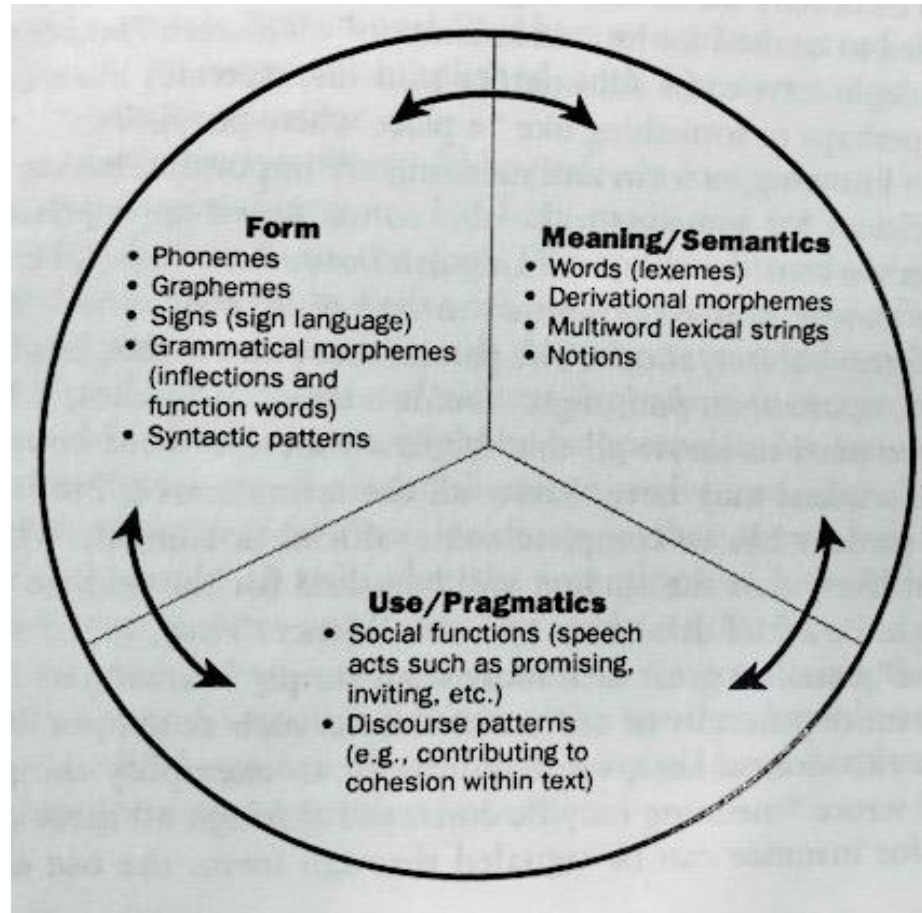 Form
• Phonemes
• Graphemes
• Signs (sign language)
• Grammatical morphemes
(inflections and
function words)
• Syntactic patterns
Meaning/Semantics
• Words (lexemes)
• Derivational morphemes
• Multiword lexical strings
• Notions
Use/Pragmatics
• Social functions (speech
acts such as promising,
inviting, etc.)
• Discourse patterns
(e.g., contributing to
cohesion within text)